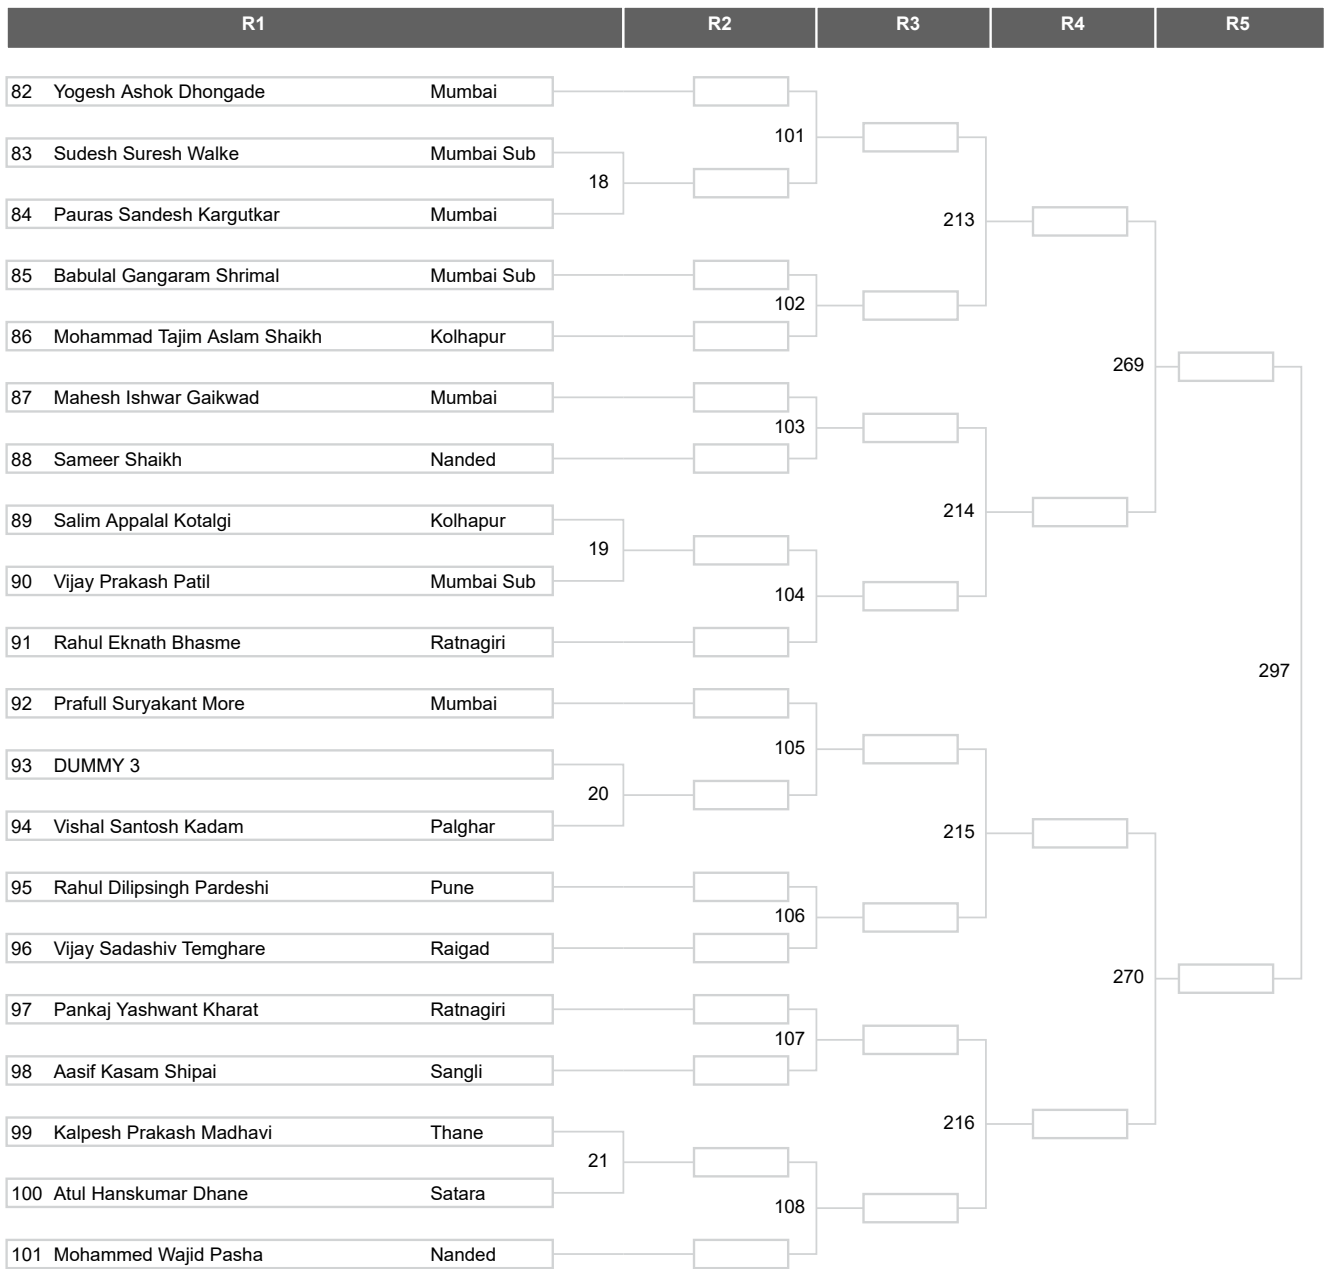 R1 R2 R3 R4 R5
82 Yogesh Ashok Dhongade Mumbai
101
83 Sudesh Suresh Walke Mumbai Sub
18
84 Pauras Sandesh Kargutkar Mumbai
213
85 Babulal Gangaram Shrimal Mumbai Sub
102
86 Mohammad Tajim Aslam Shaikh Kolhapur
269
87 Mahesh Ishwar Gaikwad Mumbai
103
88 Sameer Shaikh Nanded
214
89 Salim Appalal Kotalgi Kolhapur
19
90 Vijay Prakash Patil Mumbai Sub
104
91 Rahul Eknath Bhasme Ratnagiri
297
92 Prafull Suryakant More Mumbai
105
93 DUMMY 3
20
94 Vishal Santosh Kadam Palghar
215
95 Rahul Dilipsingh Pardeshi Pune
106
96 Vijay Sadashiv Temghare Raigad
270
97 Pankaj Yashwant Kharat Ratnagiri
107
98 Aasif Kasam Shipai Sangli
216
99 Kalpesh Prakash Madhavi Thane
21
100 Atul Hanskumar Dhane Satara
108
101 Mohammed Wajid Pasha Nanded